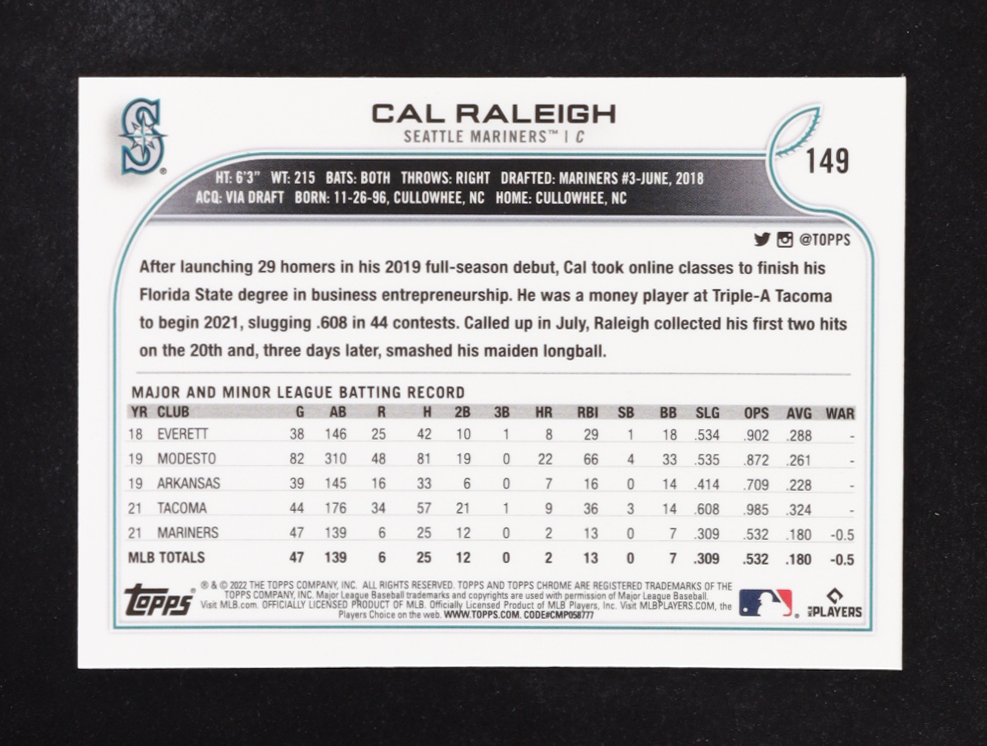 S
®
CAL RALEIGH
SEATTLE MARINERS™ | C
149
HT: 6'3" WT: 215 BATS: BOTH THROWS: RIGHT DRAFTED: MARINERS #3-JUNE, 2018
ACQ: VIA DRAFT BORN: 11-26-96, CULLOWHEE, NC HOME: CULLOWHEE, NC
@TOPPS
After launching 29 homers in his 2019 full-season debut, Cal took online classes to finish his
Florida State degree in business entrepreneurship. He was a money player at Triple-A Tacoma
to begin 2021, slugging .608 in 44 contests. Called up in July, Raleigh collected his first two hits
on the 20th and, three days later, smashed his maiden longball.
MAJOR AND MINOR LEAGUE BATTING RECORD
YR CLUB G AB R H 2B 3B HR RBI SB BB SLG OPS AVG WAR
18 EVERETT 38 146 25 42 10 1 8 29 1 18 .534 .902 .288 -
19 MODESTO 82 310 48 81 19 0 22 66 4 33 .535 .872 .261 -
19 ARKANSAS 39 145 16 33 6 0 7 16 0 14 .414 .709 .228 -
21 TACOMA 44 176 34 57 21 1 9 36 3 14 .608 .985 .324 -
21 MARINERS 47 139 6 25 12 0 2 13 0 7 .309 .532 .180 -0.5
MLB TOTALS 47 139 6 25 12 0 2 13 0 7 .309 .532 .180 -0.5
Topps®
® & © 2022 THE TOPPS COMPANY, INC. ALL RIGHTS RESERVED. TOPPS AND TOPPS CHROME ARE REGISTERED TRADEMARKS OF THE
TOPPS COMPANY, INC. Major League Baseball trademarks and copyrights are used with permission of Major League Baseball.
Visit MLB.com. OFFICIALLY LICENSED PRODUCT OF MLB. Officially Licensed Product of MLB Players, Inc. Visit MLBPLAYERS.COM, the
Players Choice on the web. WWW.TOPPS.COM. CODE#CMP058777
®
MLB PLAYERS